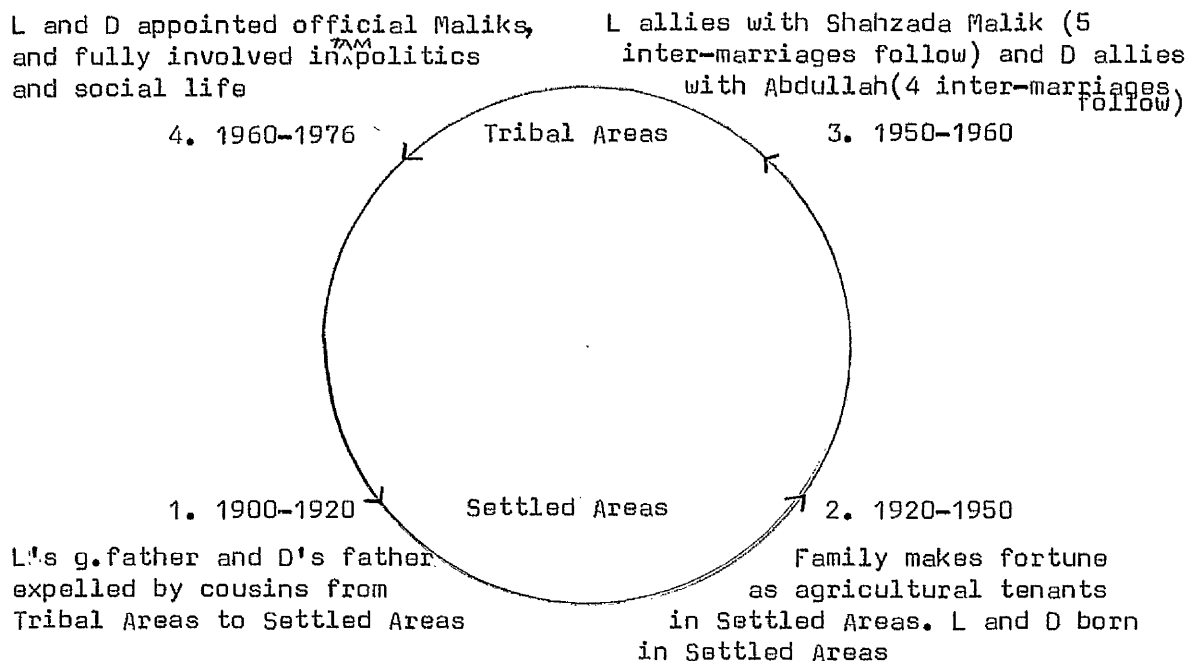 L and D appointed official Maliks,
and fully involved in TAM politics
and social life
4. 1960-1976
L allies with Shahzada Malik (5
inter-marriages follow) and D allies
with Abdullah(4 inter-marriages
follow)
3. 1950-1960
Tribal Areas
Settled Areas
1. 1900-1920
L's g.father and D's father
expelled by cousins from
Tribal Areas to Settled Areas
2. 1920-1950
Family makes fortune
as agricultural tenants
in Settled Areas. L and D born
in Settled Areas